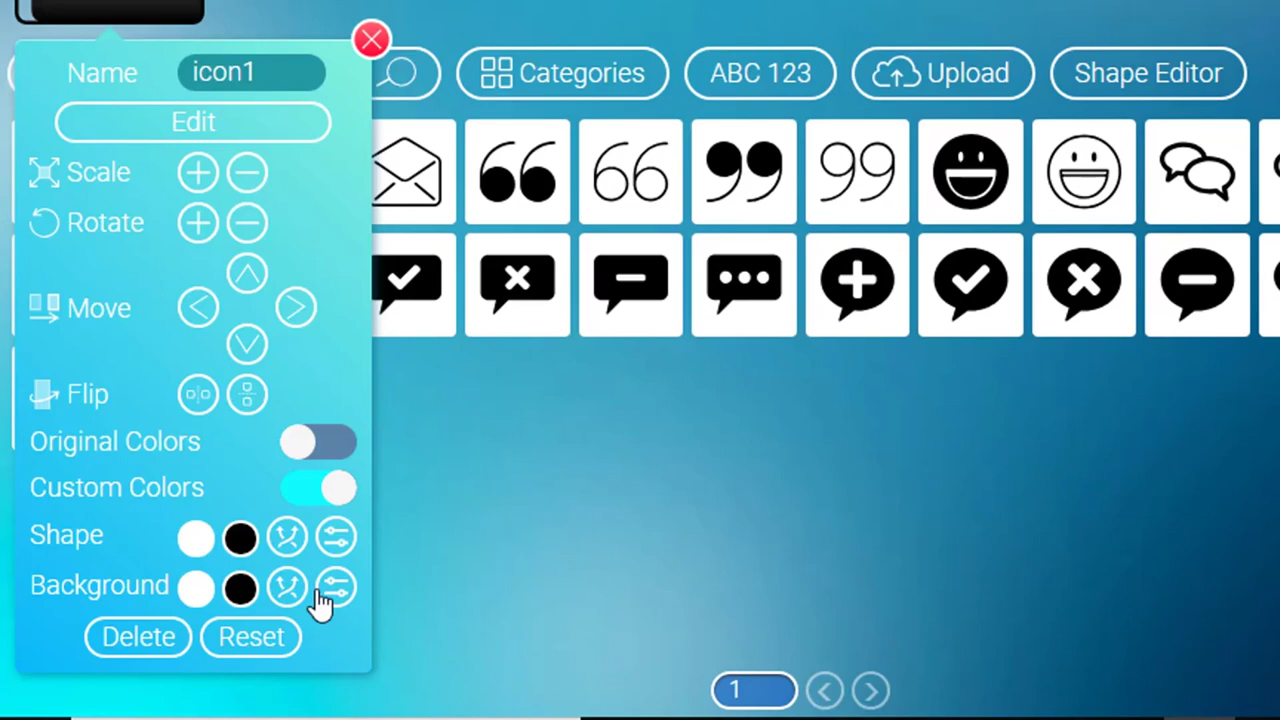 Name icon1
Categories
ABC 123
Upload
Shape Editor
Edit
Scale
Rotate
Move
Flip
Original Colors
Custom Colors
Shape
Background
Delete
Reset
1